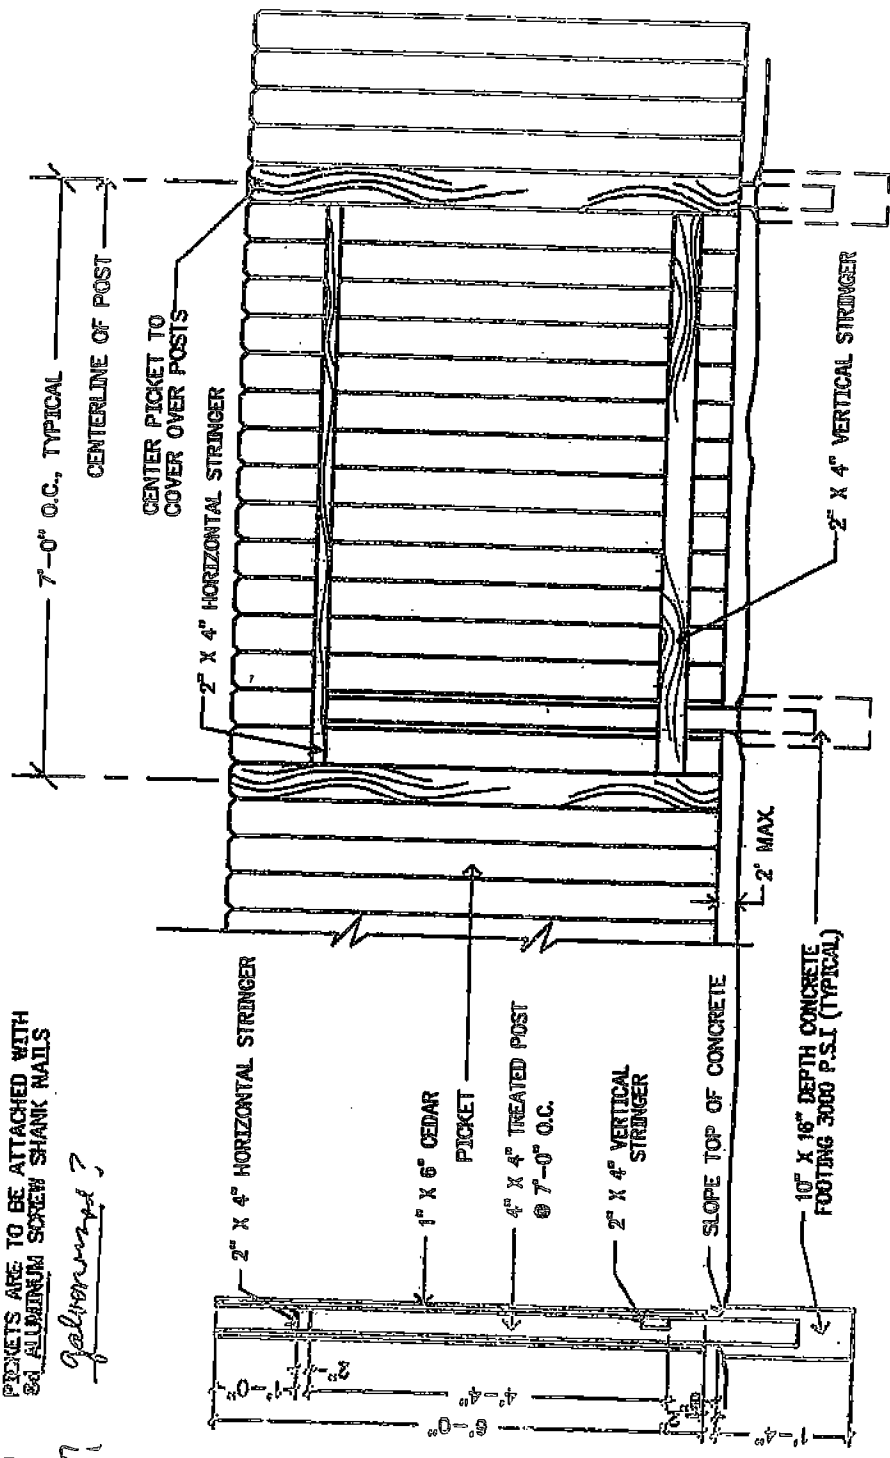 PICKETS ARE TO BE ATTACHED WITH
8d ALUMINUM SCREW SHANK NAILS
galvanized?
7'-0" O.C., TYPICAL
CENTERLINE OF POST
CENTER PICKET TO
COVER OVER POSTS
2" X 4" HORIZONTAL STRINGER
2" X 4" VERTICAL STRINGER
2" MAX.
2" X 4" HORIZONTAL STRINGER
1" X 6" CEDAR
PICKET
4" X 4" TREATED POST
@ 7'-0" O.C.
2" X 4" VERTICAL
STRINGER
SLOPE TOP OF CONCRETE
10" X 16" DEPTH CONCRETE
FOOTING 3000 P.S.I (TYPICAL)
1'-0"
2"
4'-4"
6'-0"
1'-4"